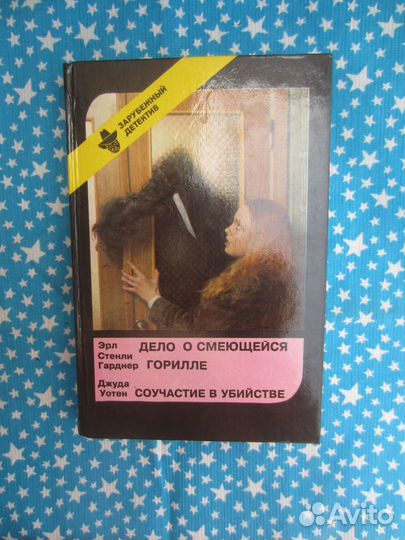 ЗАРУБЕЖНЫЙ
ДЕТЕКТИВ
Эрл
Стенли
Гарднер
ДЕЛО О СМЕЮЩЕЙСЯ
ГОРИЛЛЕ
Джуда
Уотен
СОУЧАСТИЕ В УБИЙСТВЕ
Avito